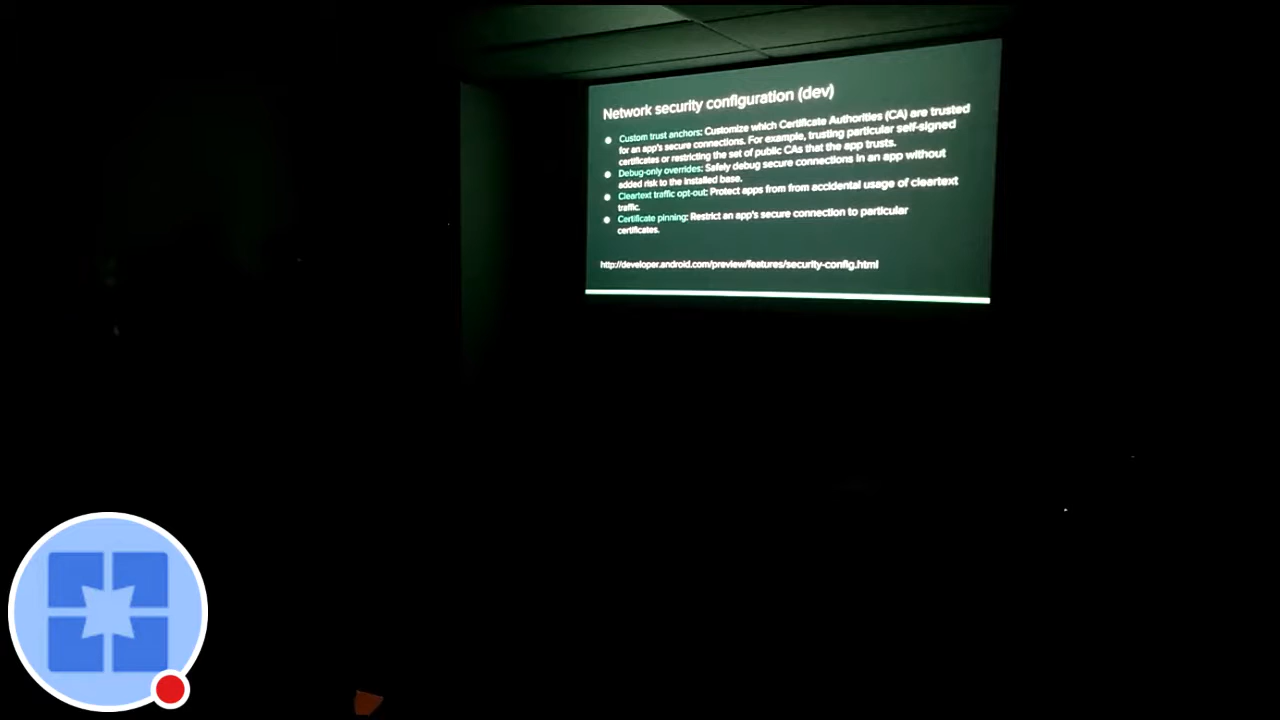 Network security configuration (dev)
● Custom trust anchors: Customize which Certificate Authorities (CA) are trusted
for an app's secure connections. For example, trusting particular self-signed
certificates or restricting the set of public CAs that the app trusts.
● Debug-only overrides: Safely debug secure connections in an app without
added risk to the installed base.
● Cleartext traffic opt-out: Protect apps from from accidental usage of cleartext
traffic.
● Certificate pinning: Restrict an app's secure connection to particular
certificates.
http://developer.android.com/preview/features/security-config.html